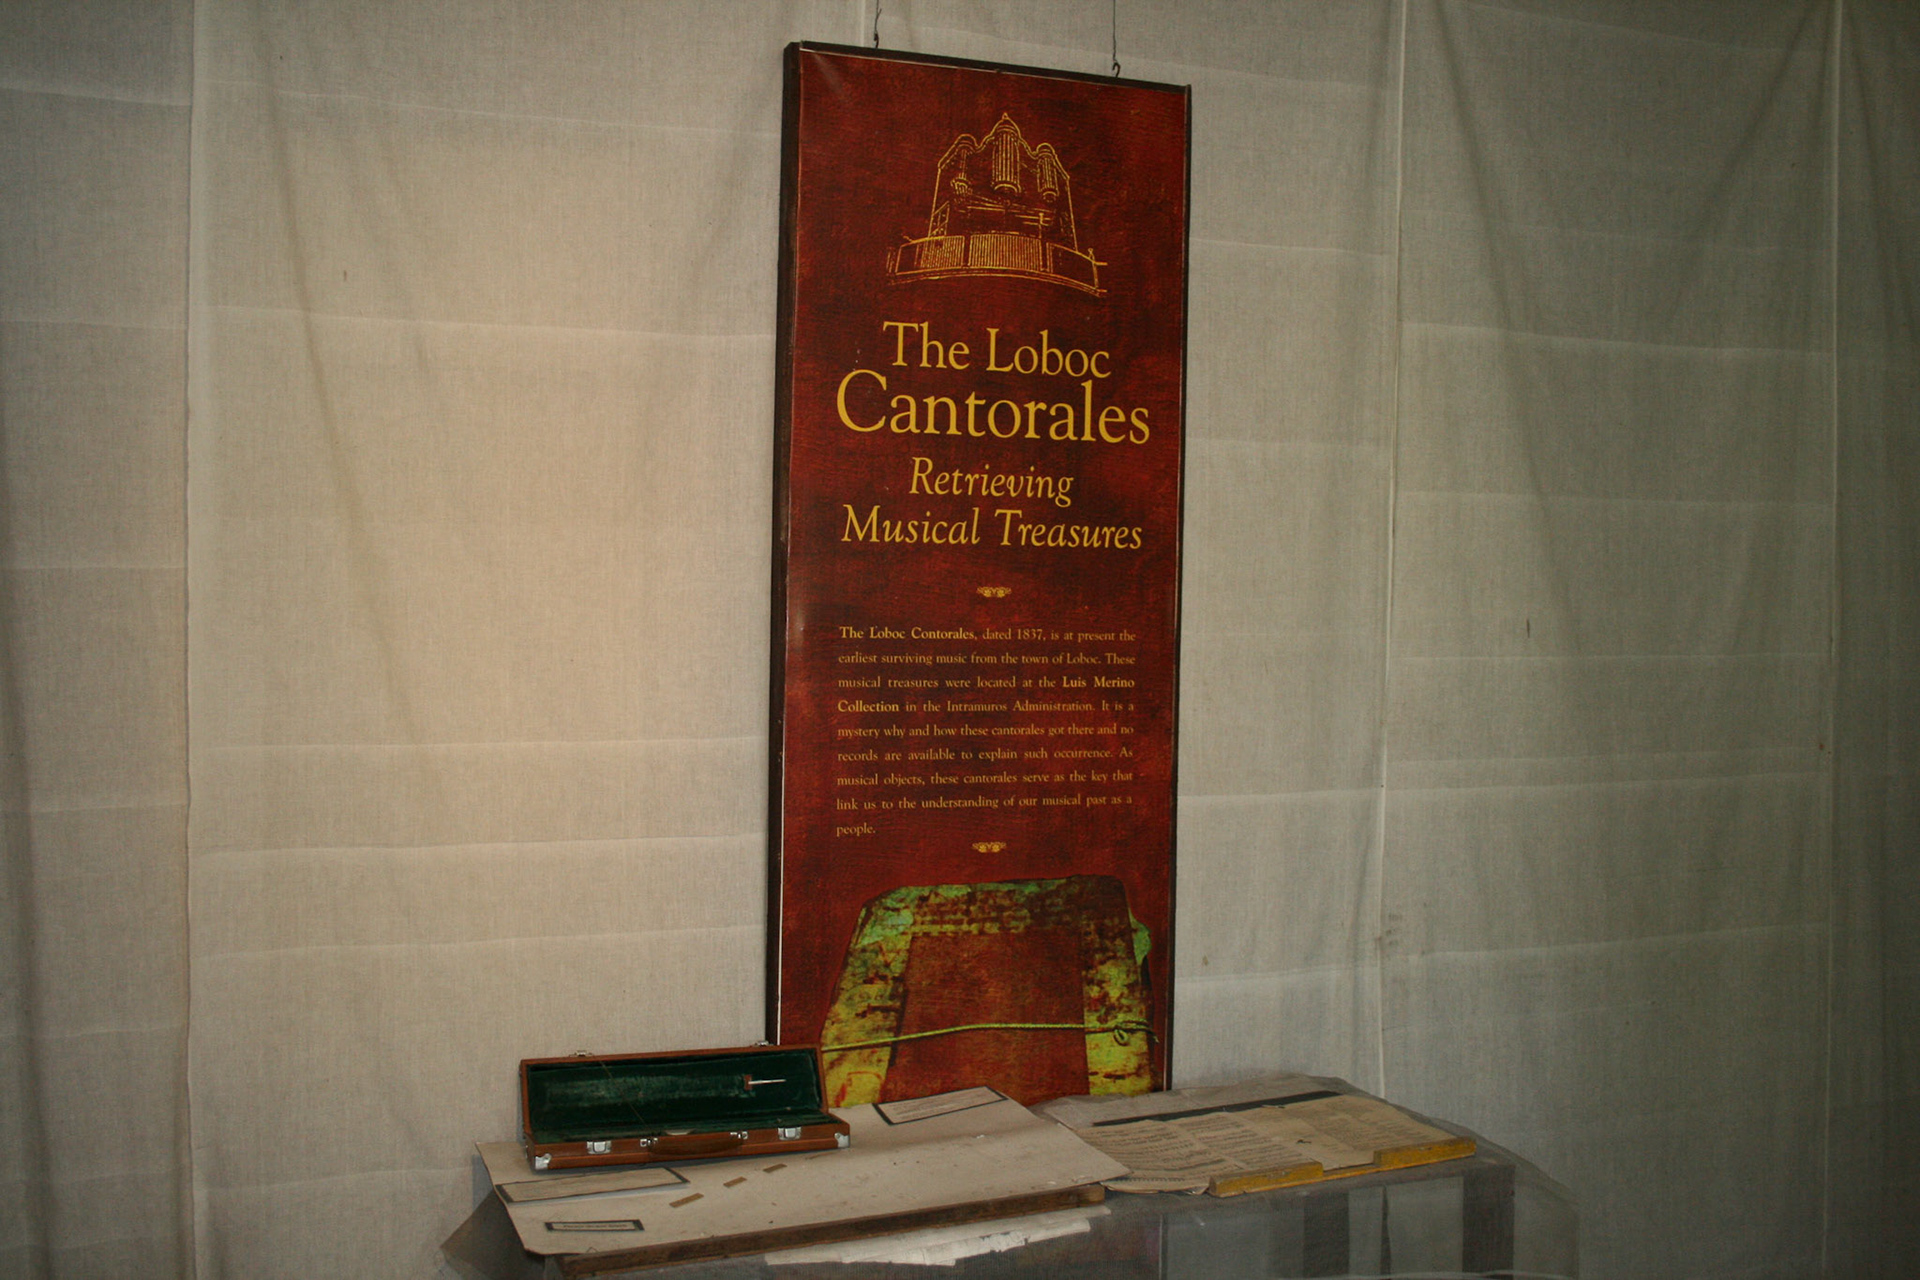 The Loboc
Cantorales
Retrieving
Musical Treasures
The Loboc Contorales, dated 1837, is at present the
earliest surviving music from the town of Loboc. These
musical treasures were located at the Luis Merino
Collection in the Intramuros Administration. It is a
mystery why and how these cantorales got there and no
records are available to explain such occurrence. As
musical objects, these cantorales serve as the key that
link us to the understanding of our musical past as a
people.